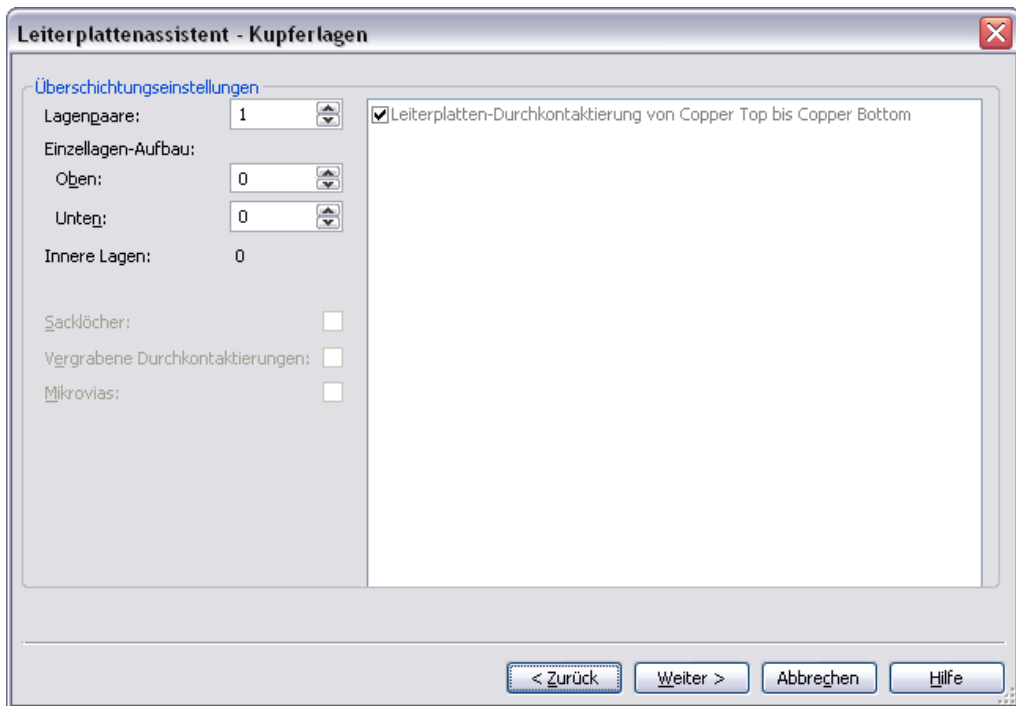 Leiterplattenassistent - Kupferlagen
Überschichtungseinstellungen
Lagenpaare: 1
Leiterplatten-Durchkontaktierung von Copper Top bis Copper Bottom
Einzellagen-Aufbau:
Oben: 0
Unten: 0
Innere Lagen: 0
Sacklöcher:
Vergrabene Durchkontaktierungen:
Mikrovias:
< Zurück Weiter > Abbrechen Hilfe